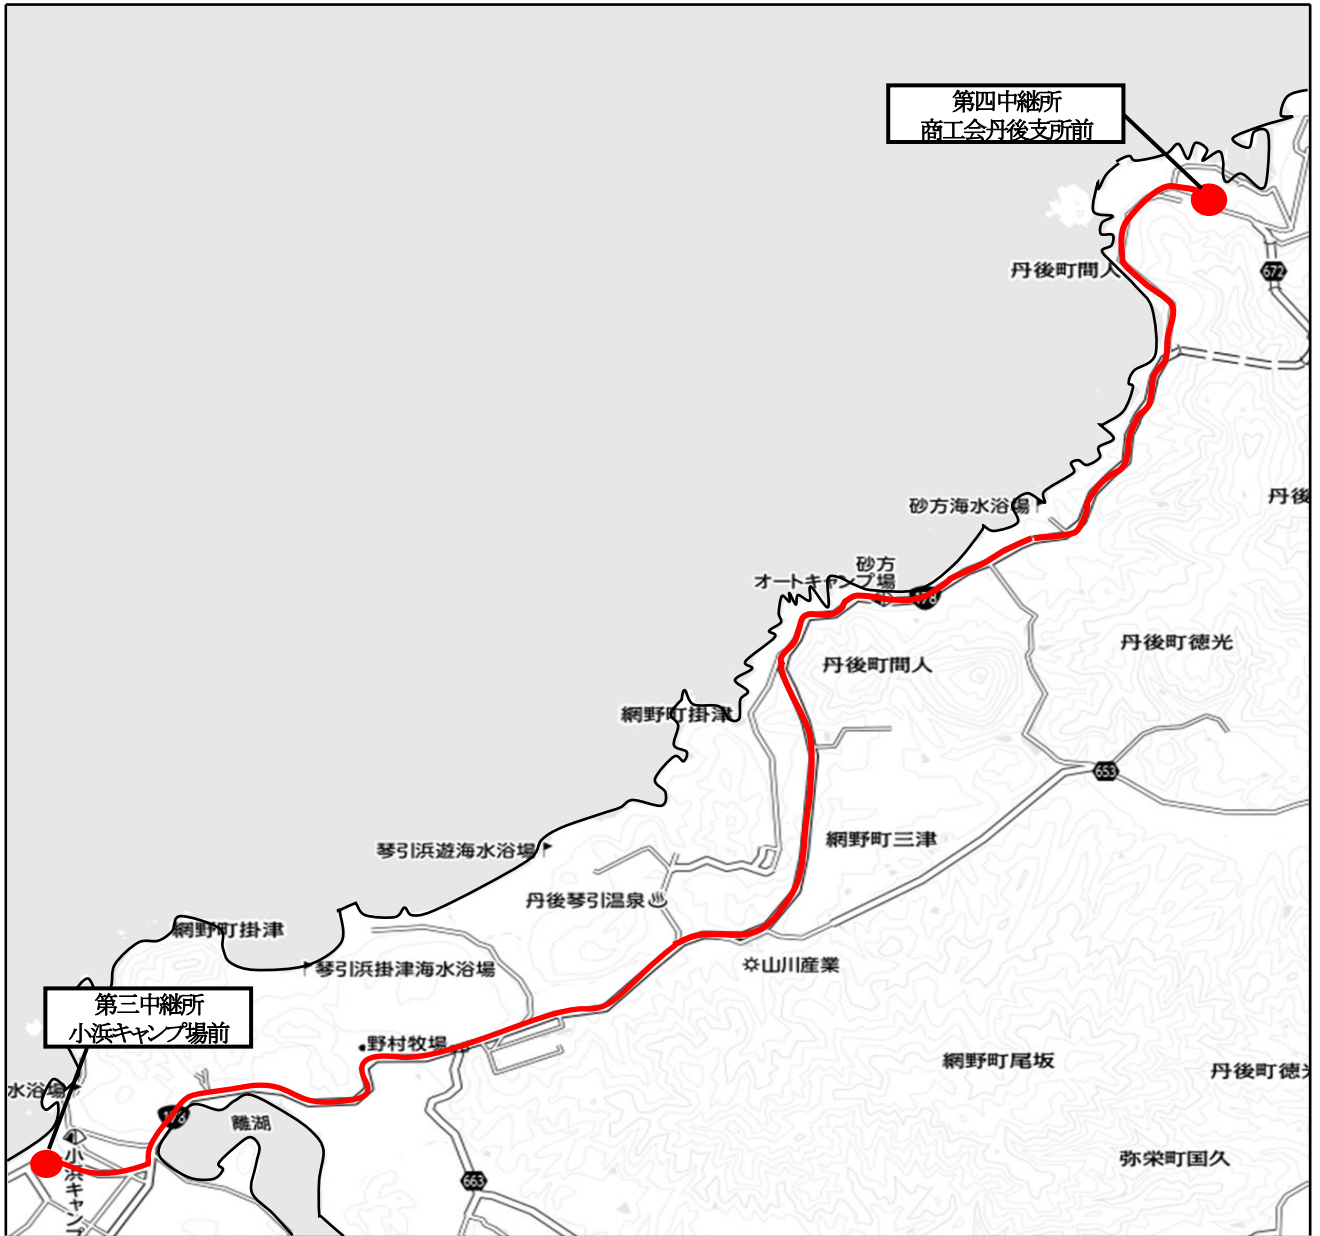 第四中継所
商工会丹後支所前
丹後町間人
672
丹後
砂方海水浴場
砂方
オートキャンプ場
178
丹後町徳光
丹後町間人
網野町掛津
653
網野町三津
琴引浜遊海水浴場
丹後琴引温泉
網野町掛津
山川産業
琴引浜掛津海水浴場
第三中継所
小浜キャンプ場前
野村牧場
網野町尾坂
丹後町徳
水浴場
離湖
小浜キャンプ
弥栄町国久
663